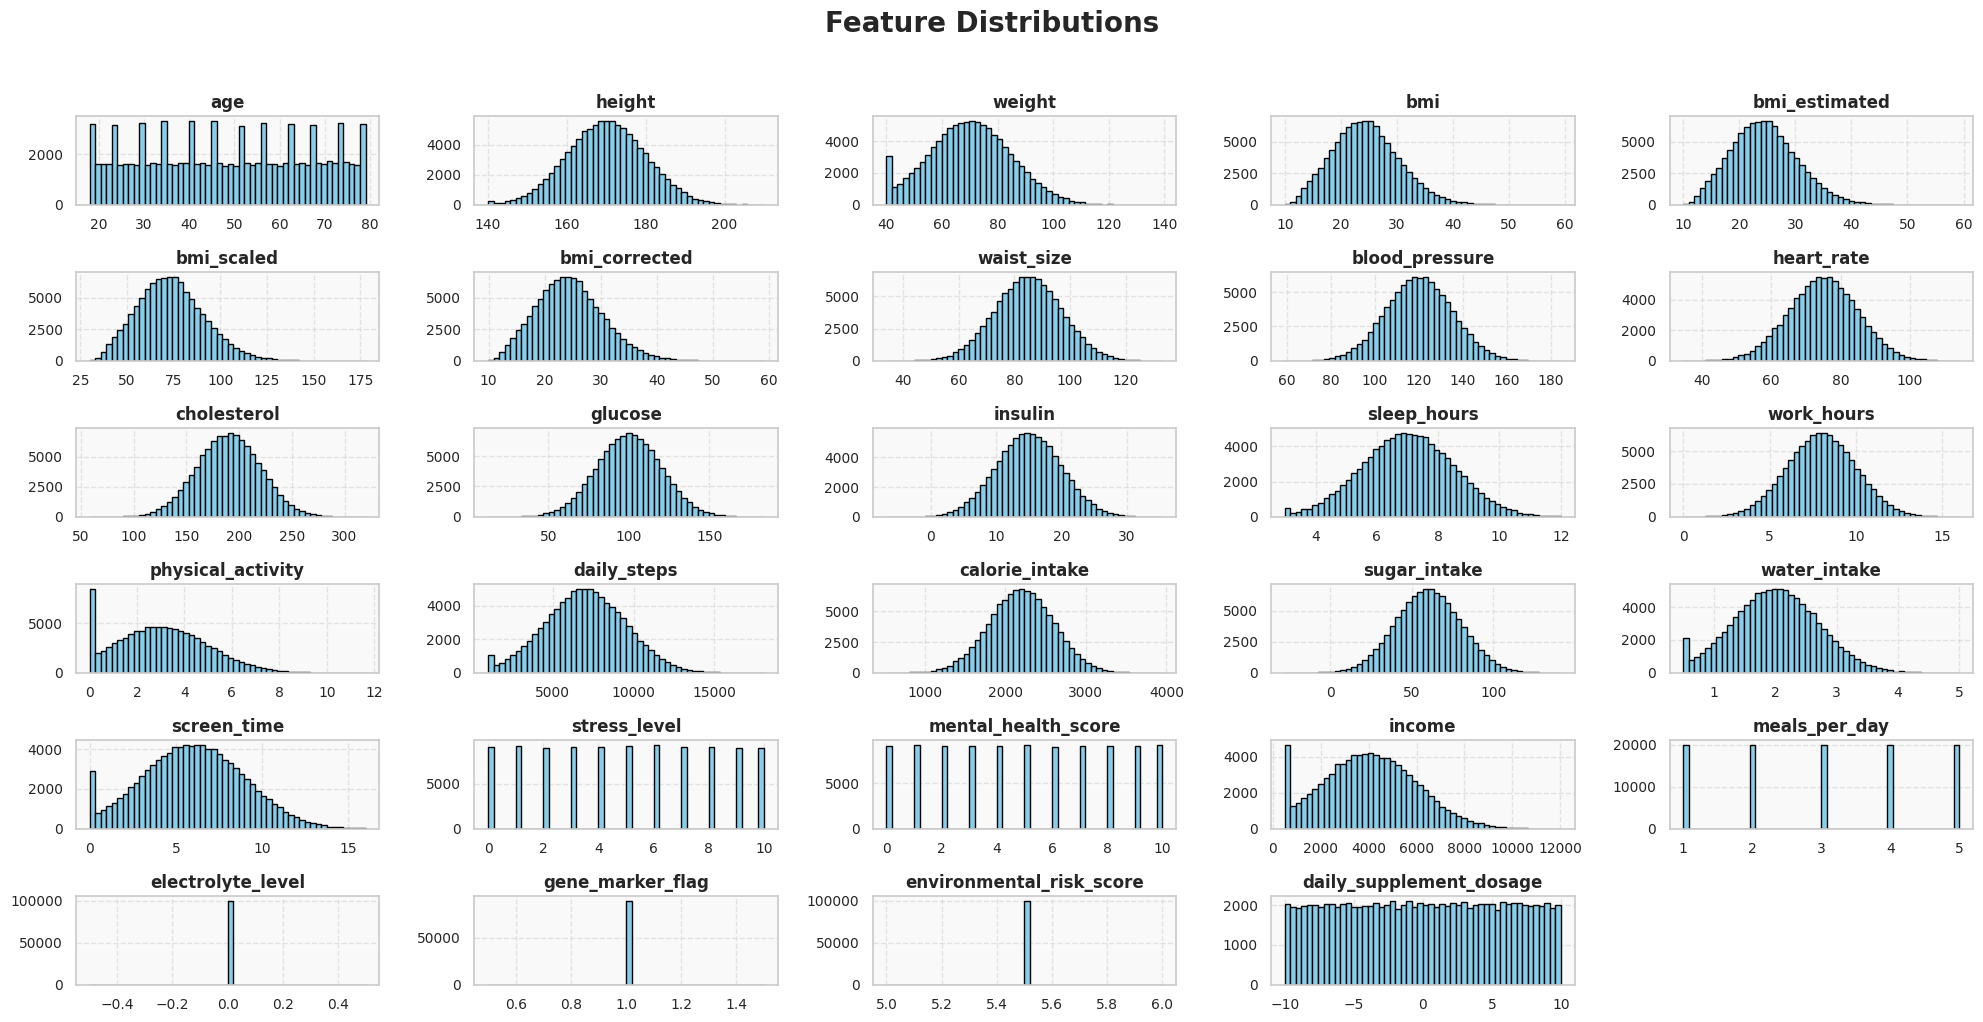 Feature Distributions
age height weight bmi bmi_estimated
2000 0 20 30 40 50 60 70 80
4000 2000 0 140 160 180 200
4000 2000 0 40 60 80 100 120 140
5000 2500 0 10 20 30 40 50 60
5000 2500 0 10 20 30 40 50 60
bmi_scaled bmi_corrected waist_size blood_pressure heart_rate
5000 2500 0 25 50 75 100 125 150 175
5000 2500 0 10 20 30 40 50 60
5000 2500 0 40 60 80 100 120
5000 2500 0 60 80 100 120 140 160 180
4000 2000 0 40 60 80 100
cholesterol glucose insulin sleep_hours work_hours
5000 2500 0 50 100 150 200 250 300
5000 2500 0 50 100 150
4000 2000 0 0 10 20 30
4000 2000 0 4 6 8 10 12
5000 2500 0 0 5 10 15
physical_activity daily_steps calorie_intake sugar_intake water_intake
5000 0 0 2 4 6 8 10 12
4000 2000 0 5000 10000 15000
5000 2500 0 1000 2000 3000 4000
5000 2500 0 0 50 100
4000 2000 0 1 2 3 4 5
screen_time stress_level mental_health_score income meals_per_day
4000 2000 0 0 5 10 15
5000 0 0 2 4 6 8 10
5000 0 0 2 4 6 8 10
4000 2000 0 0 2000 4000 6000 8000 10000 12000
20000 10000 0 1 2 3 4 5
electrolyte_level gene_marker_flag environmental_risk_score daily_supplement_dosage
100000 50000 0 −0.4 −0.2 0.0 0.2 0.4
50000 0 0.6 0.8 1.0 1.2 1.4
100000 50000 0 5.0 5.2 5.4 5.6 5.8 6.0
2000 1000 0 −10 −5 0 5 10